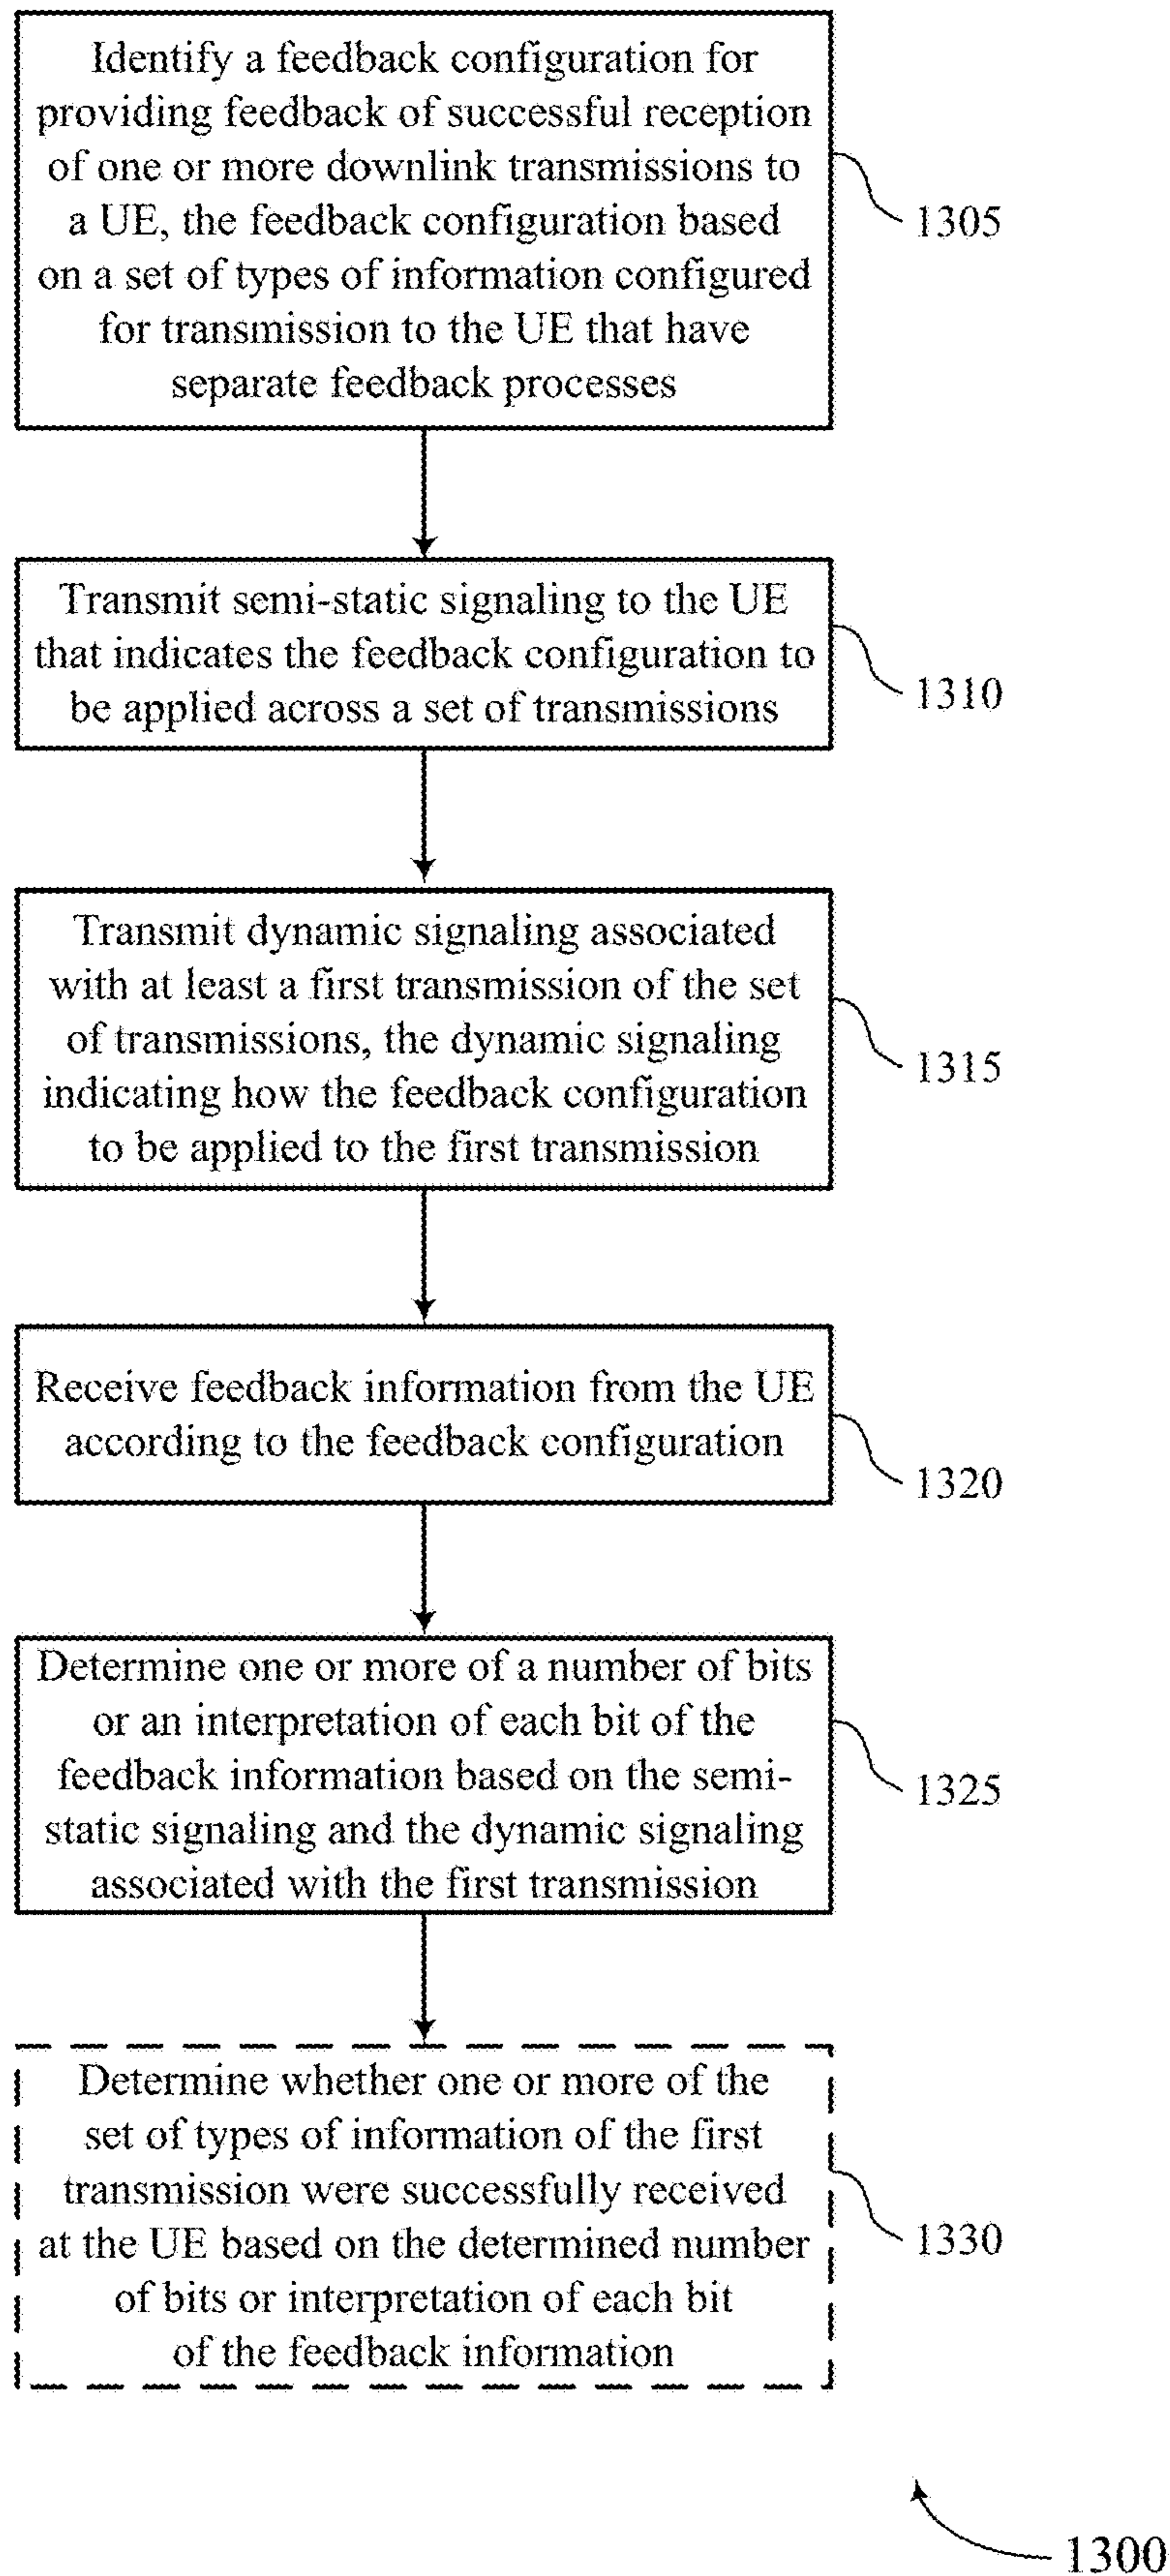 Identify a feedback configuration for
providing feedback of successful reception
of one or more downlink transmissions to
a UE, the feedback configuration based
on a set of types of information configured
for transmission to the UE that have
separate feedback processes
1305
Transmit semi-static signaling to the UE
that indicates the feedback configuration to
be applied across a set of transmissions
1310
Transmit dynamic signaling associated
with at least a first transmission of the set
of transmissions, the dynamic signaling
indicating how the feedback configuration
to be applied to the first transmission
1315
Receive feedback information from the UE
according to the feedback configuration
1320
Determine one or more of a number of bits
or an interpretation of each bit of the
feedback information based on the semi-
static signaling and the dynamic signaling
associated with the first transmission
1325
Determine whether one or more of the
set of types of information of the first
transmission were successfully received
at the UE based on the determined number
of bits or interpretation of each bit
of the feedback information
1330
1300